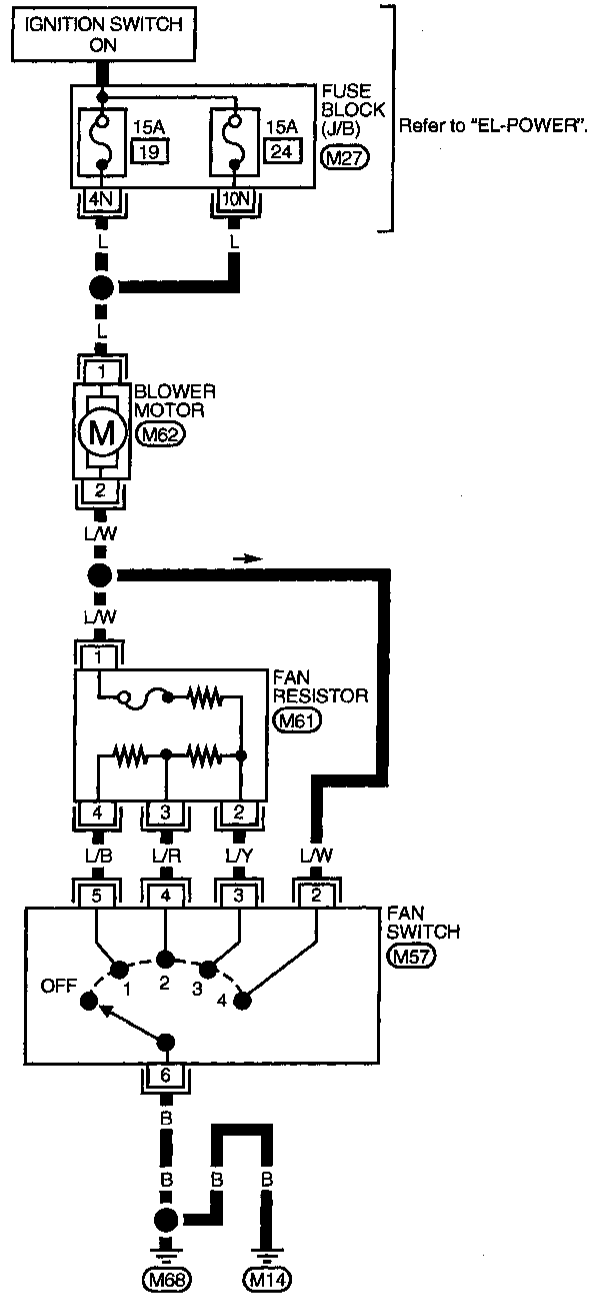 IGNITION SWITCH
ON
FUSE
BLOCK
(J/B)
M27
Refer to "EL-POWER".
15A
19
15A
24
4N
10N
L
L
L
1
BLOWER
MOTOR
M62
M
2
L/W
L/W
1
FAN
RESISTOR
M61
4
3
2
L/B
L/R
L/Y
L/W
5
4
3
2
FAN
SWITCH
M57
OFF
1
2
3
4
6
B
B
B
B
M68
M14